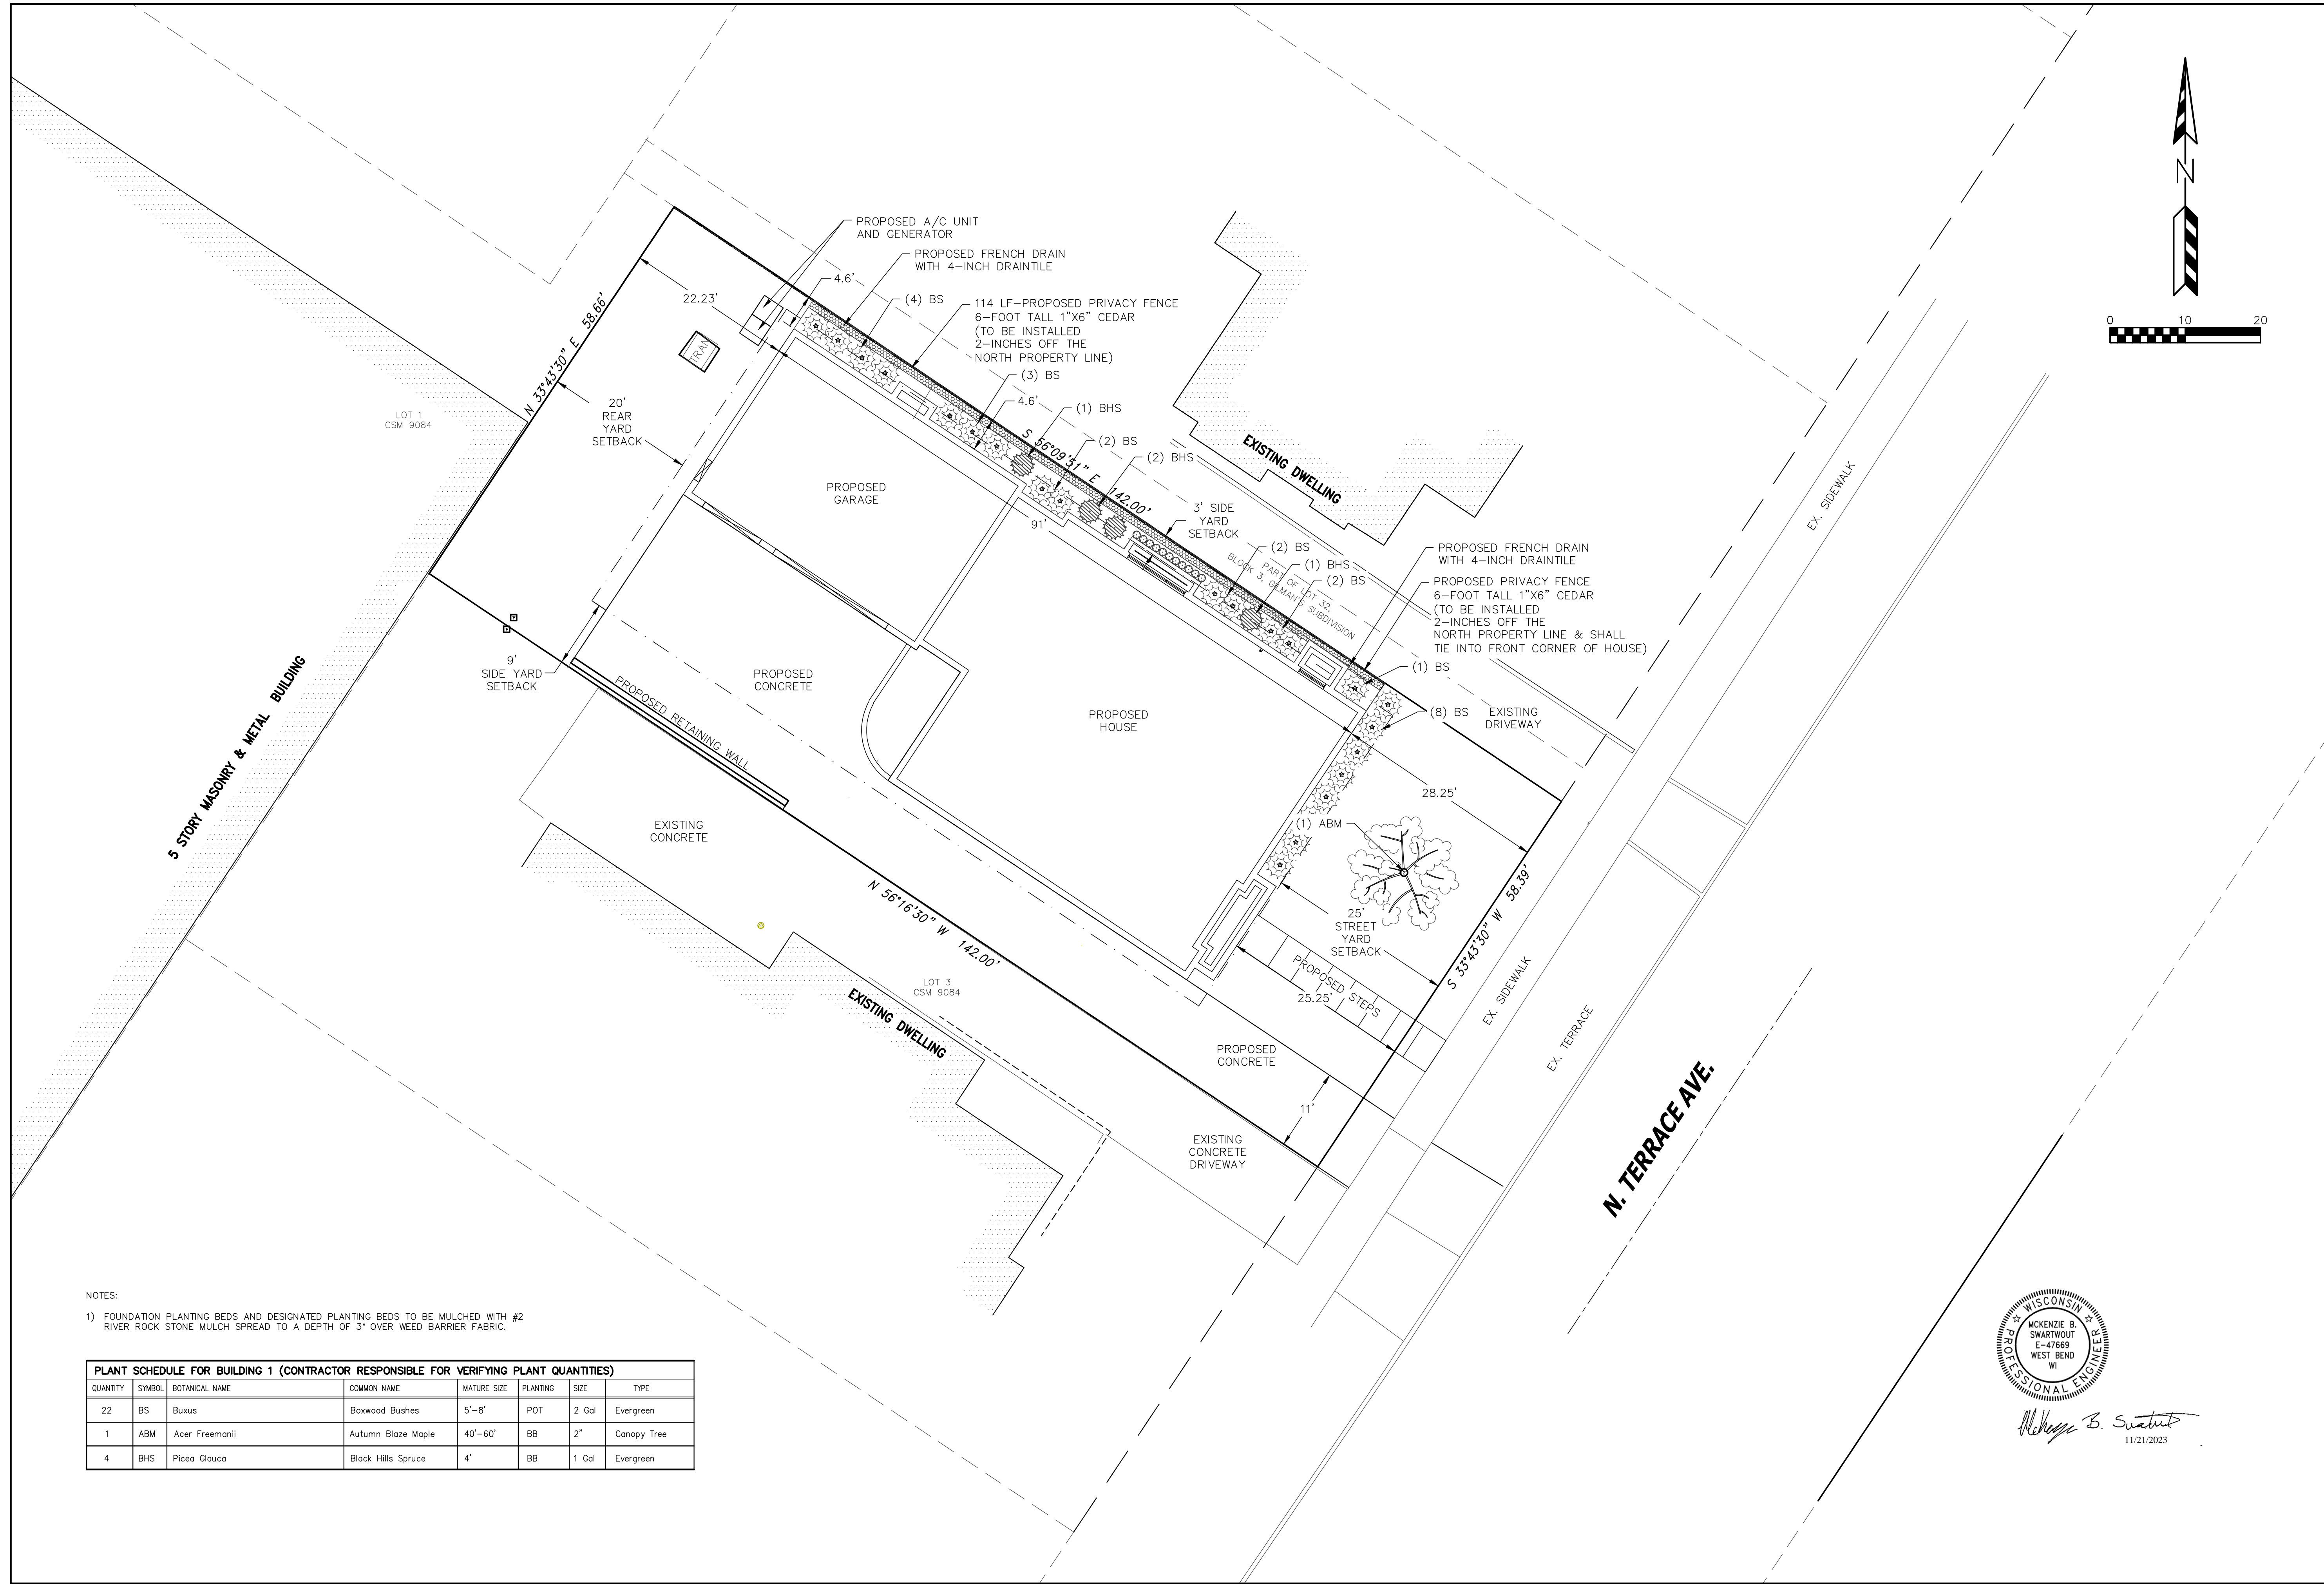 PROPOSED A/C UNIT
AND GENERATOR
PROPOSED FRENCH DRAIN
WITH 4-INCH DRAINTILE
4.6'
(4) BS
114 LF-PROPOSED PRIVACY FENCE
6-FOOT TALL 1"X6" CEDAR
(TO BE INSTALLED
2-INCHES OFF THE
NORTH PROPERTY LINE)
(3) BS
4.6'
(1) BHS
(2) BS
(2) BHS
22.23'
TRAN
N 33°43'30" E 58.66'
20'
REAR
YARD
SETBACK
LOT 1
CSM 9084
S 56°09'51" E 142.00'
91'
3' SIDE
YARD
SETBACK
EXISTING DWELLING
(2) BS
(1) BHS
(2) BS
PART OF LOT 32,
BLOCK 3, GILMAN'S SUBDIVISION
PROPOSED FRENCH DRAIN
WITH 4-INCH DRAINTILE
PROPOSED PRIVACY FENCE
6-FOOT TALL 1"X6" CEDAR
(TO BE INSTALLED
2-INCHES OFF THE
NORTH PROPERTY LINE & SHALL
TIE INTO FRONT CORNER OF HOUSE)
(1) BS
(8) BS
EXISTING
DRIVEWAY
PROPOSED
GARAGE
9'
SIDE YARD
SETBACK
PROPOSED
CONCRETE
PROPOSED RETAINING WALL
PROPOSED
HOUSE
5 STORY MASONRY & METAL BUILDING
EXISTING
CONCRETE
28.25'
(1) ABM
25'
STREET
YARD
SETBACK
S 33°43'30" W 58.39'
N 56°16'30" W 142.00'
LOT 3
CSM 9084
EXISTING DWELLING
PROPOSED STEPS
25.25'
PROPOSED
CONCRETE
11'
EXISTING
CONCRETE
DRIVEWAY
EX. SIDEWALK
EX. SIDEWALK
EX. TERRACE
N. TERRACE AVE.
N
0 10 20
NOTES:
1) FOUNDATION PLANTING BEDS AND DESIGNATED PLANTING BEDS TO BE MULCHED WITH #2
RIVER ROCK STONE MULCH SPREAD TO A DEPTH OF 3" OVER WEED BARRIER FABRIC.
PLANT SCHEDULE FOR BUILDING 1 (CONTRACTOR RESPONSIBLE FOR VERIFYING PLANT QUANTITIES)
QUANTITY SYMBOL BOTANICAL NAME COMMON NAME MATURE SIZE PLANTING SIZE TYPE
22 BS Buxus Boxwood Bushes 5'-8' POT 2 Gal Evergreen
1 ABM Acer Freemanii Autumn Blaze Maple 40'-60' BB 2" Canopy Tree
4 BHS Picea Glauca Black Hills Spruce 4' BB 1 Gal Evergreen
WISCONSIN
MCKENZIE B.
SWARTWOUT
E-47669
WEST BEND
WI
PROFESSIONAL ENGINEER
11/21/2023